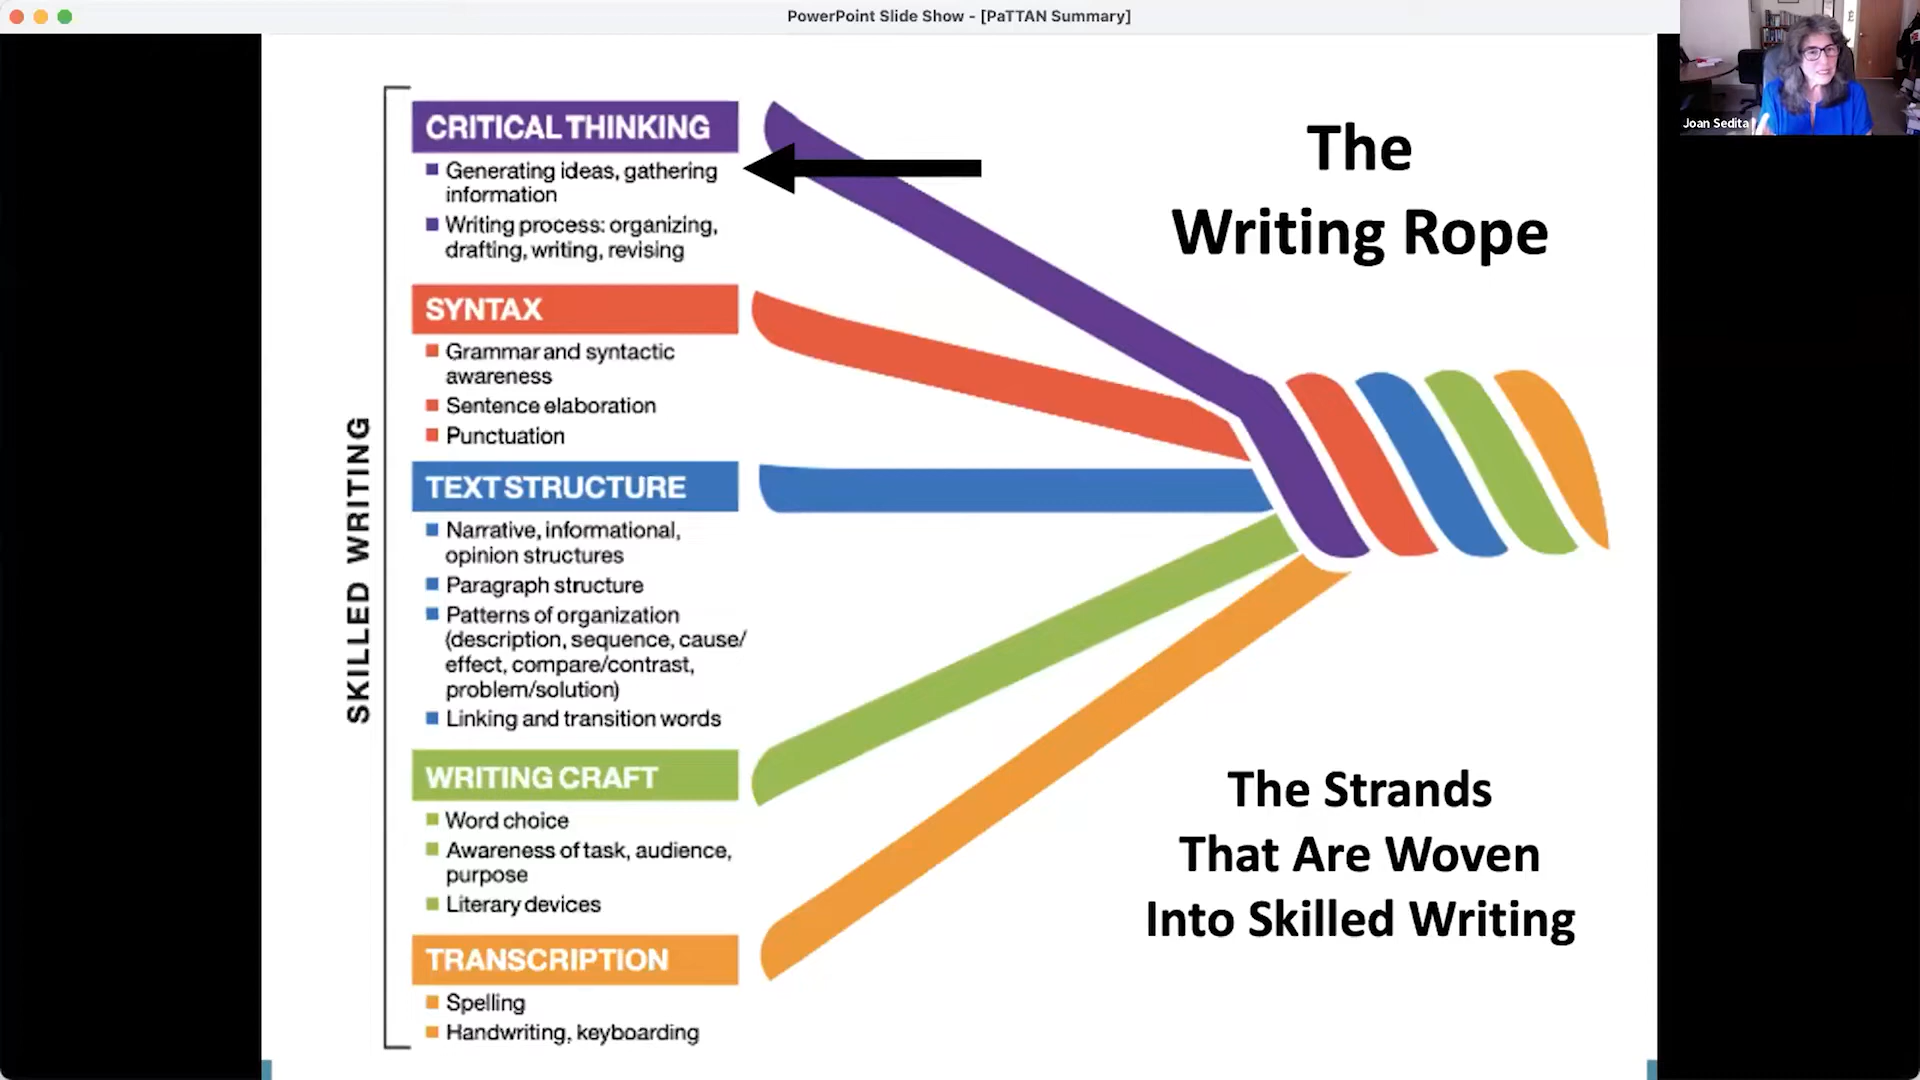 PowerPoint Slide Show - [PaTTAN Summary]
Joan Sedita
The
Writing Rope
SKILLED WRITING
CRITICAL THINKING
Generating ideas, gathering
information
Writing process: organizing,
drafting, writing, revising
SYNTAX
Grammar and syntactic
awareness
Sentence elaboration
Punctuation
TEXT STRUCTURE
Narrative, informational,
opinion structures
Paragraph structure
Patterns of organization
(description, sequence, cause/
effect, compare/contrast,
problem/solution)
Linking and transition words
WRITING CRAFT
Word choice
Awareness of task, audience,
purpose
Literary devices
TRANSCRIPTION
Spelling
Handwriting, keyboarding
The Strands
That Are Woven
Into Skilled Writing